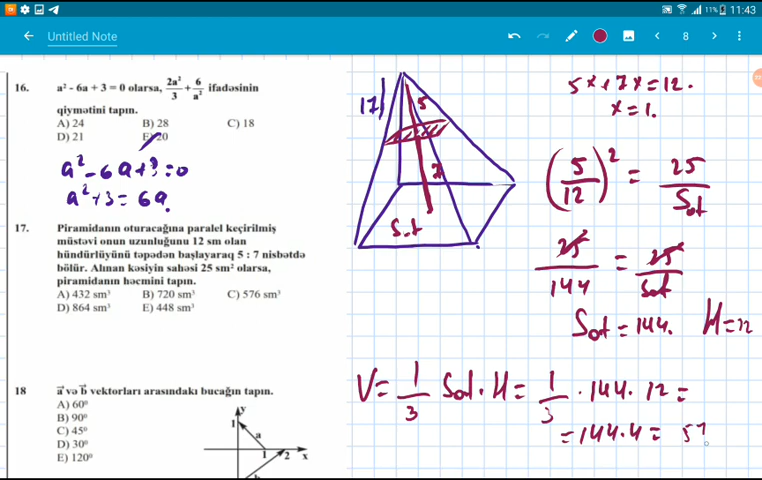 11% 11:43
Untitled Note
8
16. a² - 6a + 3 = 0 olarsa, 2a²/3 + 6/a² ifadəsinin
qiymətini tapın.
A) 24 B) 28 C) 18
D) 21 E) 20
a² - 6a + 3 = 0
a² + 3 = 6a
17. Piramidanın oturacağına paralel keçirilmiş
müstəvi onun uzunluğunu 12 sm olan
hündürlüyünü təpədən başlayaraq 5 : 7 nisbətdə
bölür. Alınan kəsiyin sahəsi 25 sm² olarsa,
piramidanın həcmini tapın.
A) 432 sm³ B) 720 sm³ C) 576 sm³
D) 864 sm³ E) 448 sm³
18 a⃗ və b⃗ vektorları arasındakı bucağın tapın.
A) 60°
B) 90°
C) 45°
D) 30°
E) 120°
y
1
a
1 2 x
b
5
7
Sot
5x+7x=12.
x=1.
(5/12)² = 25/Sot
25/144 = 25/Sot
Sot = 144. H=12
V= 1/3 Sot · H = 1/3 · 144 · 12 =
= 144 · 4 = 57